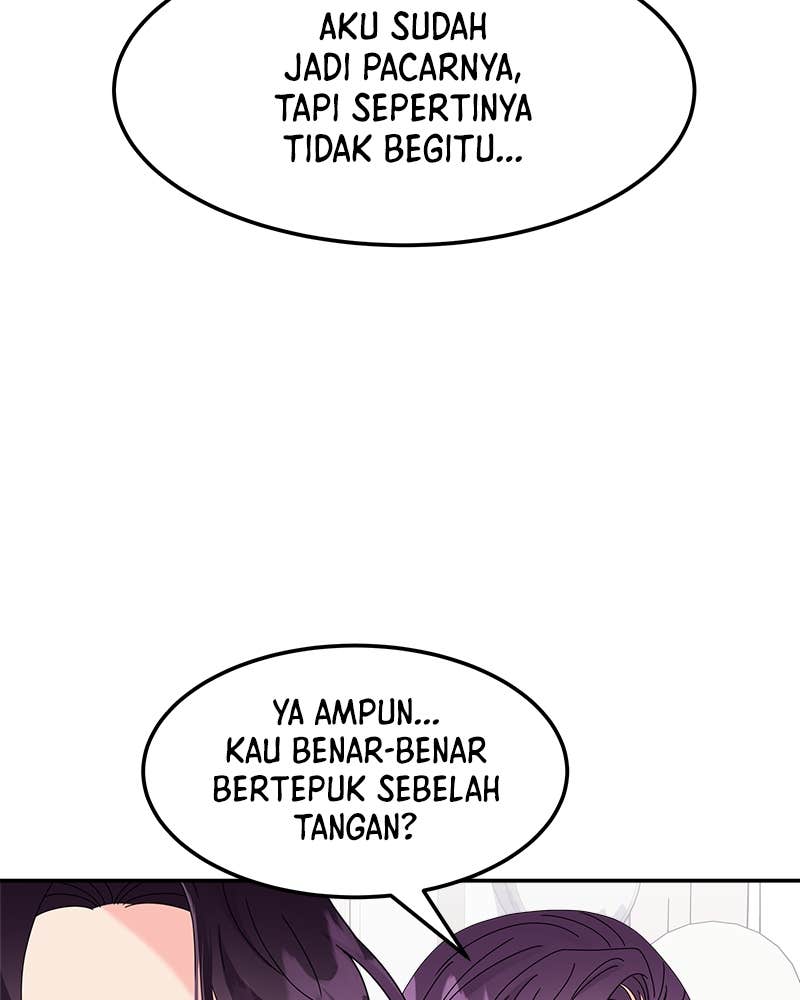 AKU SUDAH
JADI PACARNYA,
TAPI SEPERTINYA
TIDAK BEGITU...
YA AMPUN...
KAU BENAR-BENAR
BERTEPUK SEBELAH
TANGAN?